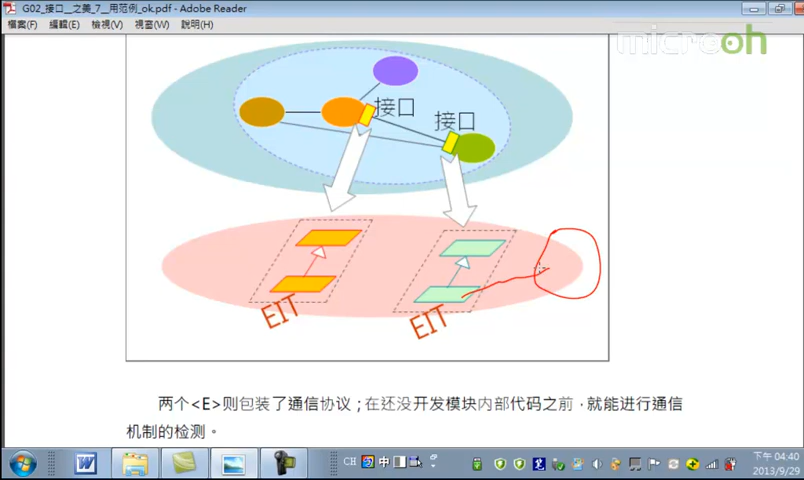 G02_接口__之美_7__用范例_ok.pdf - Adobe Reader
檔案(F) 編輯(E) 檢視(V) 視窗(W) 說明(H)
microoh
接口
接口
EIT
EIT
两个<E>则包装了通信协议；在还没开发模块内部代码之前，就能进行通信
机制的检测。
CH 中
下午 04:40
2013/9/29